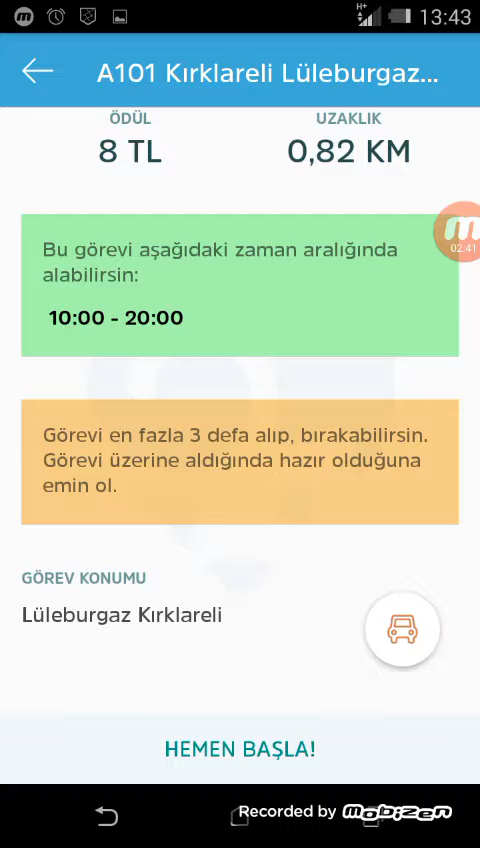 H+
13:43
A101 Kırklareli Lüleburgaz...
ÖDÜL
UZAKLIK
8 TL
0,82 KM
02:41
Bu görevi aşağıdaki zaman aralığında
alabilirsin:
10:00 - 20:00
Görevi en fazla 3 defa alıp, bırakabilirsin.
Görevi üzerine aldığında hazır olduğuna
emin ol.
GÖREV KONUMU
Lüleburgaz Kırklareli
HEMEN BAŞLA!
Recorded by mobizen